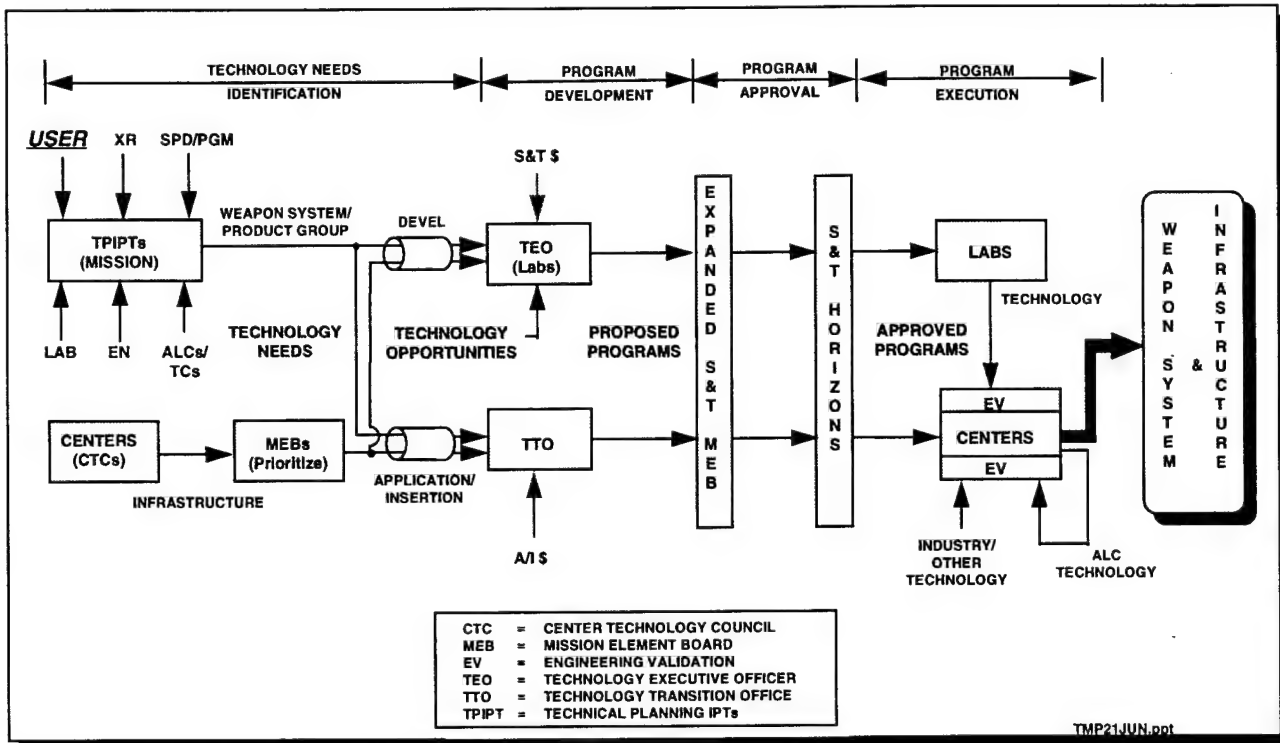 TECHNOLOGY NEEDS
IDENTIFICATION
PROGRAM
DEVELOPMENT
PROGRAM
APPROVAL
PROGRAM
EXECUTION
USER
XR
SPD/PGM
S&T $
WEAPON SYSTEM/
PRODUCT GROUP
DEVEL
TPIPTs
(MISSION)
TEO
(Labs)
LABS
TECHNOLOGY
LAB
EN
ALCs/
TCs
TECHNOLOGY
NEEDS
TECHNOLOGY
OPPORTUNITIES
PROPOSED
PROGRAMS
EXPANDED S&T MEB
S&T HORIZONS
APPROVED
PROGRAMS
WEAPON SYSTEM
&
INFRASTRUCTURE
CENTERS
(CTCs)
MEBs
(Prioritize)
TTO
EV
CENTERS
EV
INFRASTRUCTURE
APPLICATION/
INSERTION
A/I $
INDUSTRY/
OTHER
TECHNOLOGY
ALC
TECHNOLOGY
CTC = CENTER TECHNOLOGY COUNCIL
MEB = MISSION ELEMENT BOARD
EV = ENGINEERING VALIDATION
TEO = TECHNOLOGY EXECUTIVE OFFICER
TTO = TECHNOLOGY TRANSITION OFFICE
TPIPT = TECHNICAL PLANNING IPTs
TMP21JUN.ppt